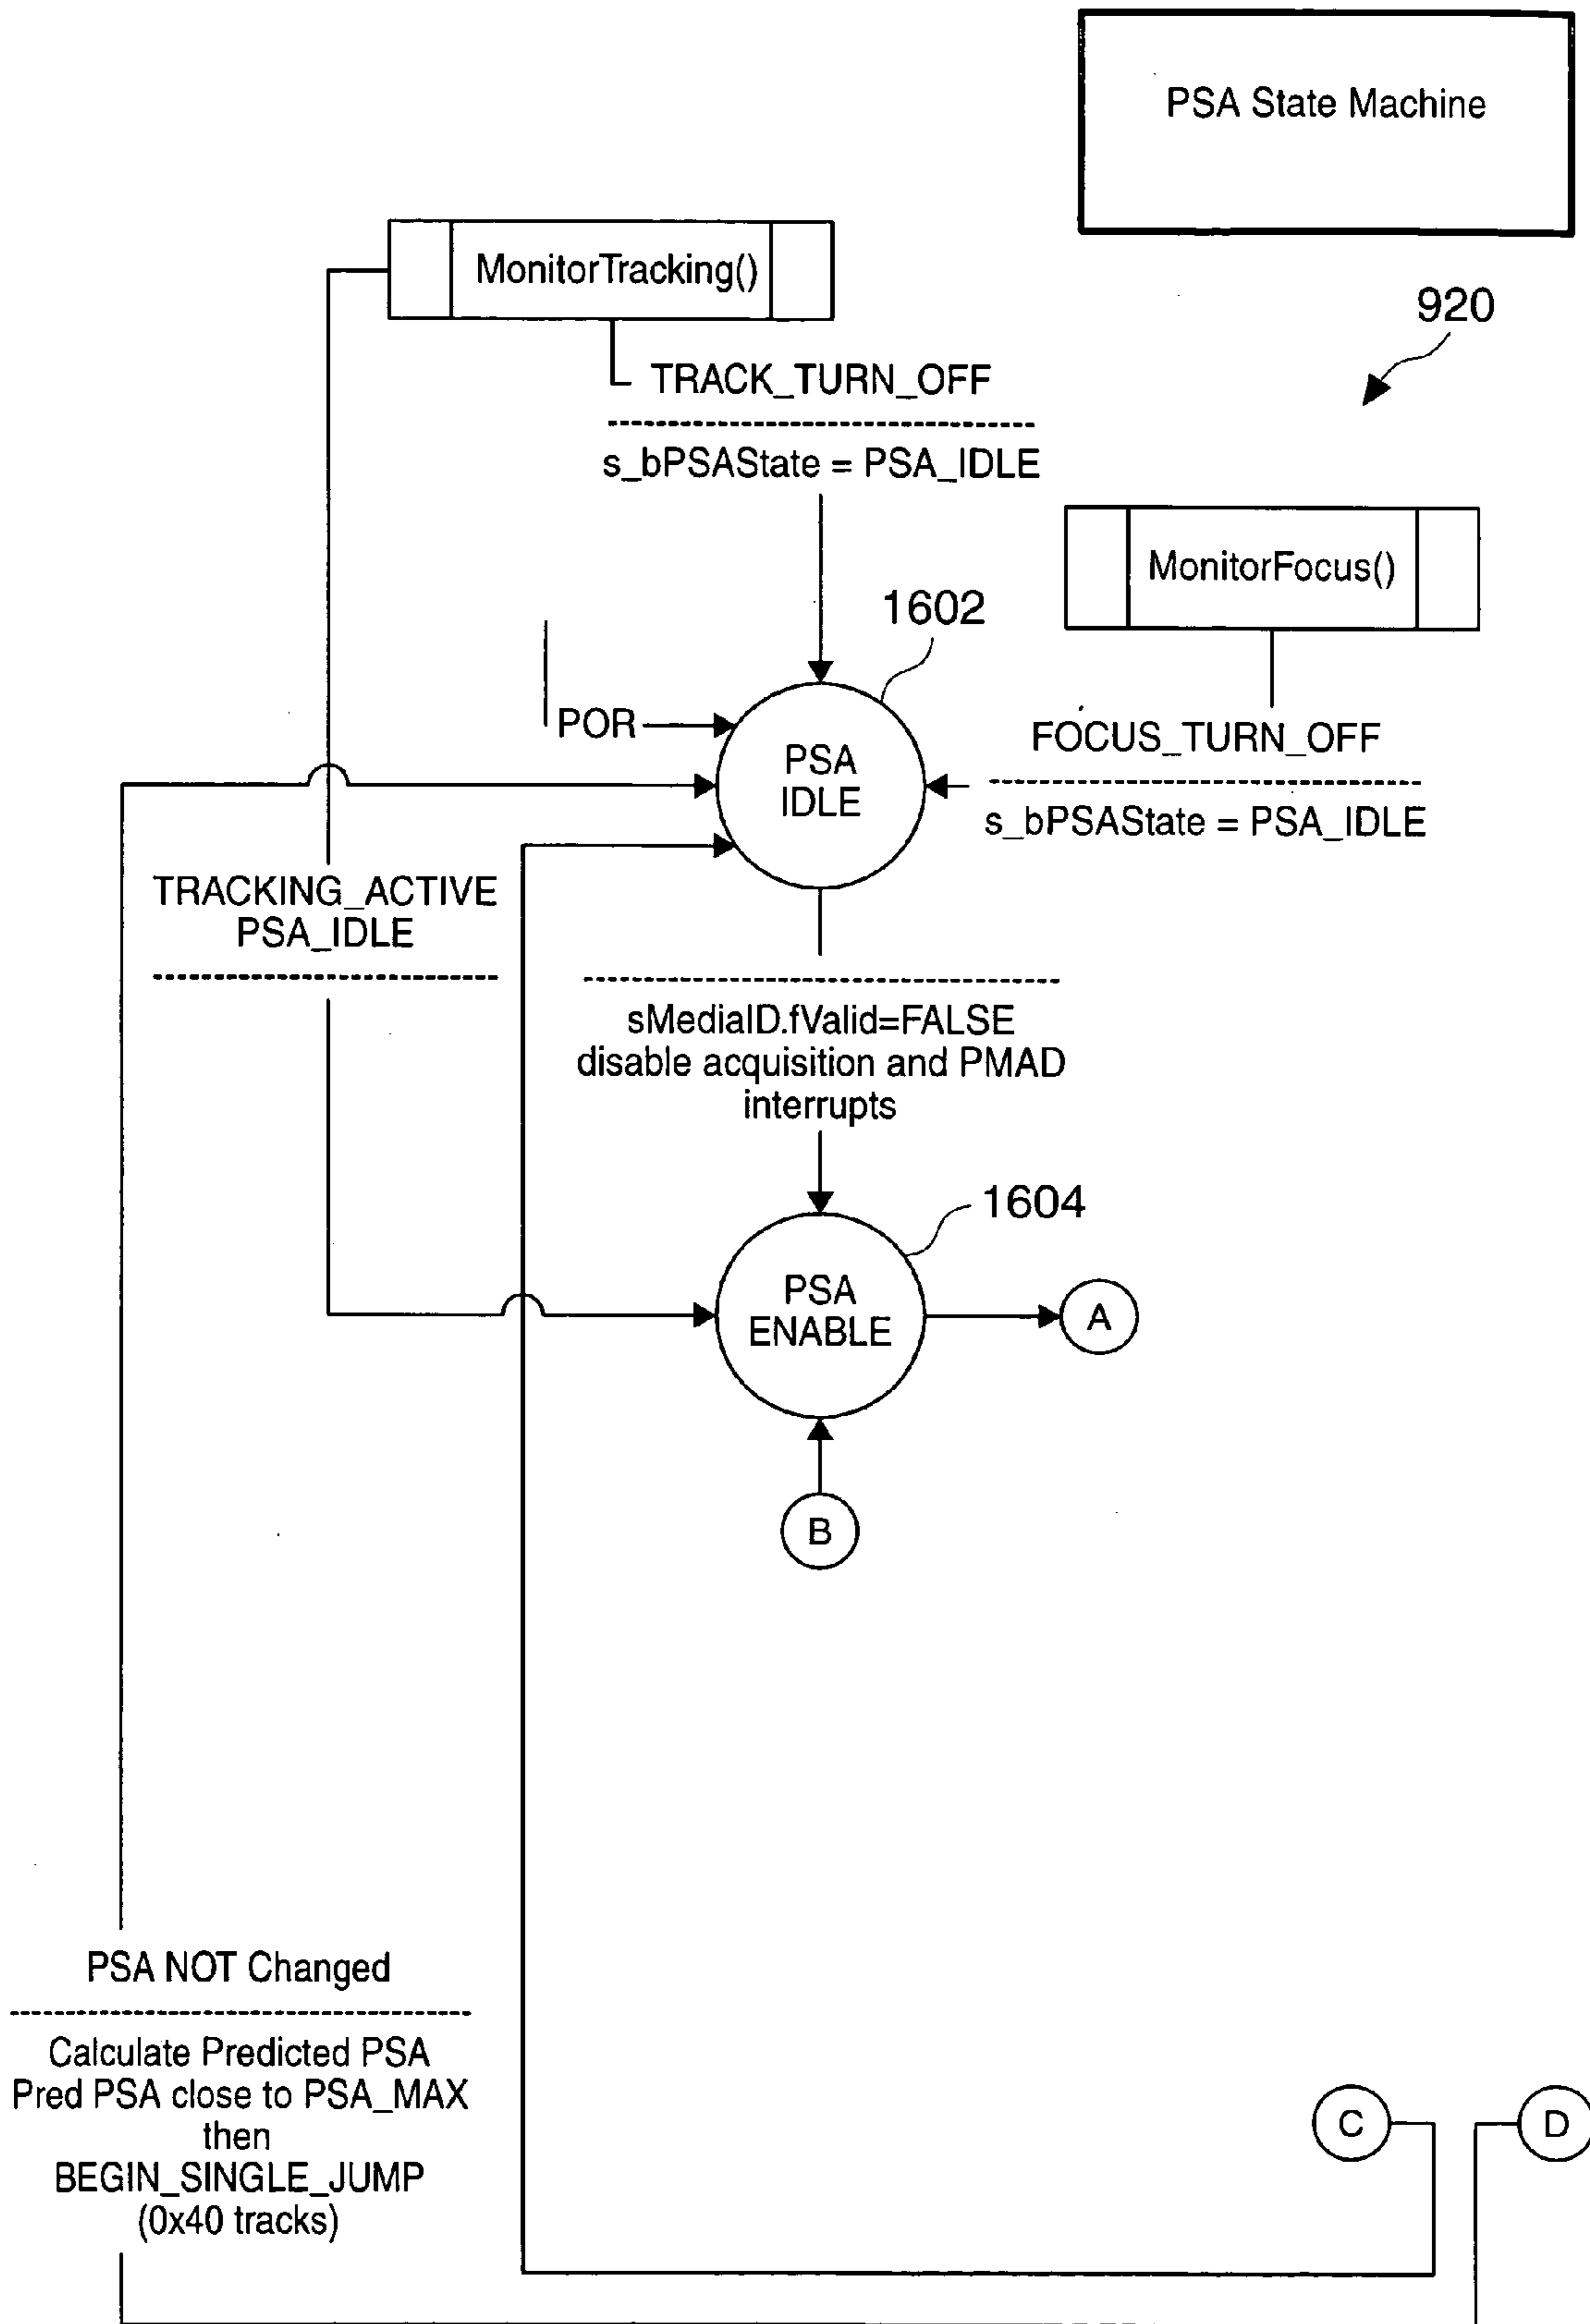 PSA State Machine
920
MonitorTracking()
TRACK_TURN_OFF
s_bPSAState = PSA_IDLE
MonitorFocus()
1602
POR
PSA
IDLE
FOCUS_TURN_OFF
s_bPSAState = PSA_IDLE
TRACKING_ACTIVE
PSA_IDLE
sMediaID.fValid=FALSE
disable acquisition and PMAD
interrupts
1604
PSA
ENABLE
A
B
PSA NOT Changed
Calculate Predicted PSA
Pred PSA close to PSA_MAX
then
BEGIN_SINGLE_JUMP
(0x40 tracks)
C
D